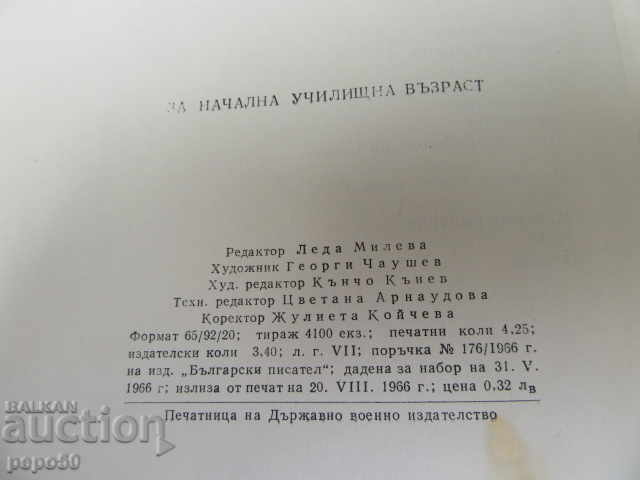 ЗА НАЧАЛНА УЧИЛИЩНА ВЪЗРАСТ
Редактор Леда Милева
Художник Георги Чаушев
Худ. редактор Кънчо Кънев
Техн. редактор Цветана Арнаудова
Коректор Жулиета Койчева
Формат 65/92/20; тираж 4100 екз.; печатни коли 4,25;
издателски коли 3,40; л. г. VII; поръчка № 176/1966 г.
на изд. „Български писател"; дадена за набор на 31. V.
1966 г; излиза от печат на 20. VIII. 1966 г.; цена 0,32 лв
Печатница на Държавно военно издателство
BALKAN
auction
papo50